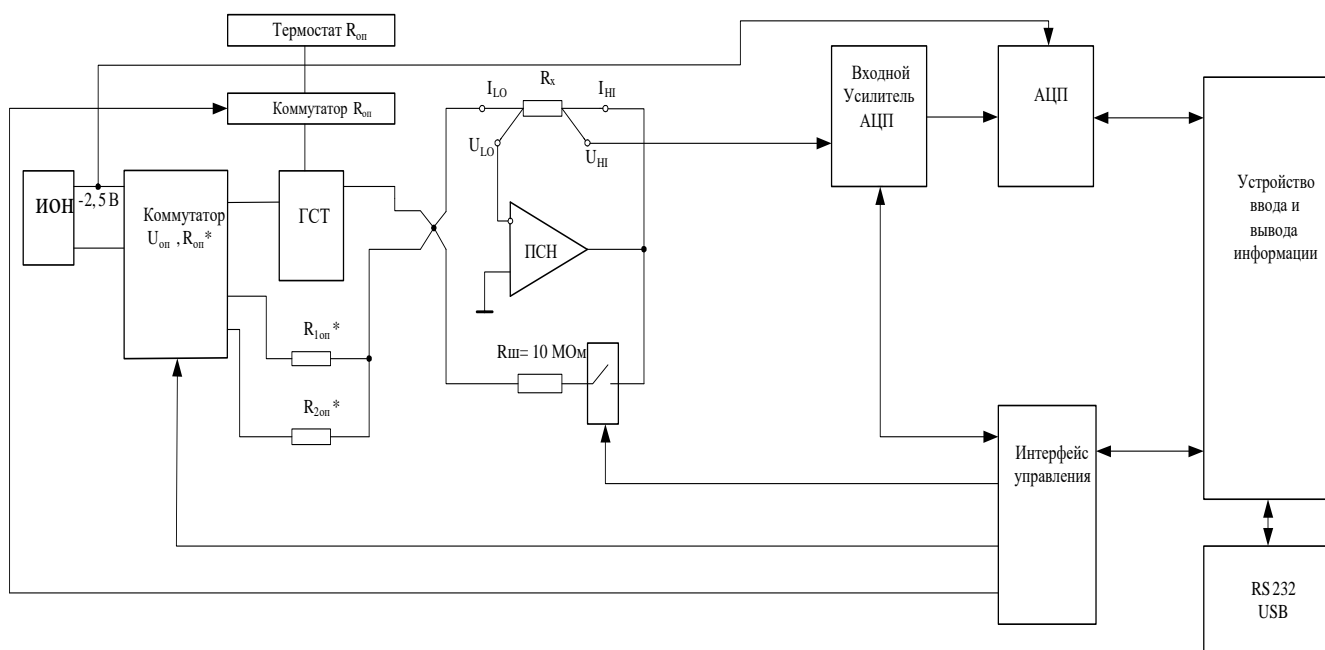 Термостат Rоп
Коммутатор Rоп
ИОН
-2,5 В
Коммутатор
Uоп , Rоп*
ГСТ
R1оп*
R2оп*
ILO
Rx
IHI
ULO
UHI
ПСН
Rш= 10 МОм
Входной
Усилитель
АЦП
АЦП
Устройство
ввода и
вывода
информации
Интерфейс
управления
RS 232
USB